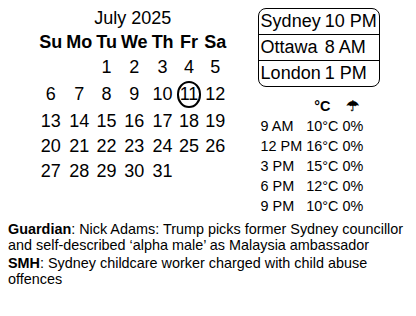 July 2025
Su Mo Tu We Th Fr Sa
1 2 3 4 5
6 7 8 9 10 11 12
13 14 15 16 17 18 19
20 21 22 23 24 25 26
27 28 29 30 31
Sydney 10 PM
Ottawa 8 AM
London 1 PM
°C ☂
9 AM 10°C 0%
12 PM 16°C 0%
3 PM 15°C 0%
6 PM 12°C 0%
9 PM 10°C 0%
Guardian: Nick Adams: Trump picks former Sydney councillor
and self-described ‘alpha male’ as Malaysia ambassador
SMH: Sydney childcare worker charged with child abuse
offences